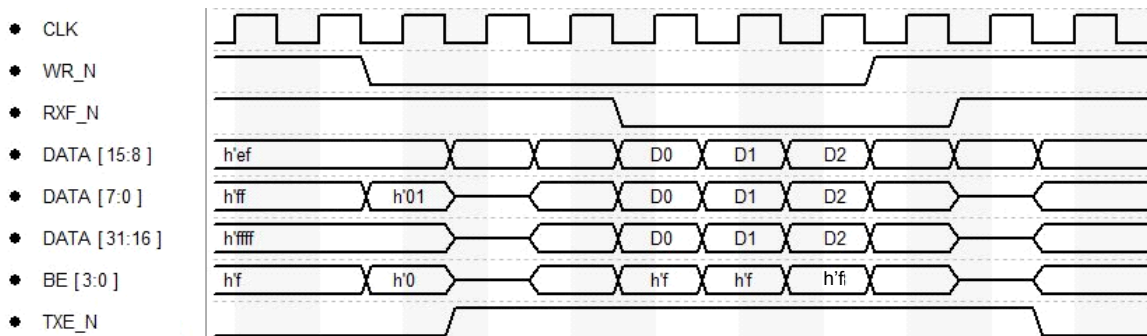 CLK
WR_N
RXF_N
DATA [15:8] h'ef D0 D1 D2
DATA [7:0] h'ff h'01 D0 D1 D2
DATA [31:16] h'ffff D0 D1 D2
BE [3:0] h'f h'0 h'f h'f h'f
TXE_N